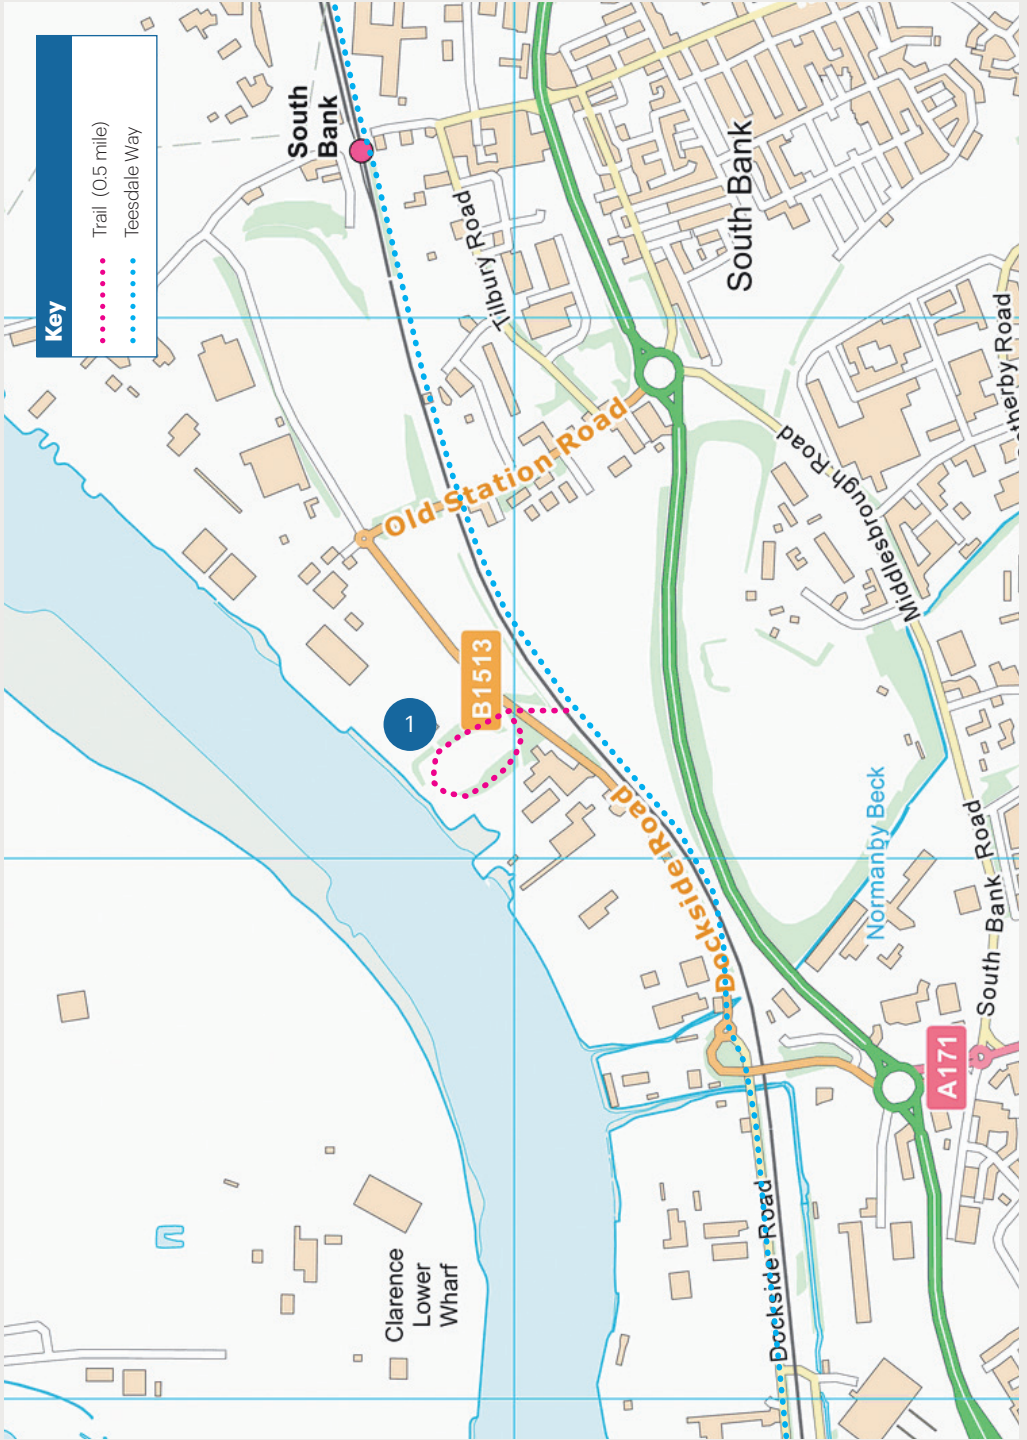 Key
Trail (0.5 mile)
Teesdale Way
South
Bank
Tilbury Road
South Bank
Old Station Road
Middlesbrough Road
B1513
1
Dockside Road
Normanby Beck
South Bank Road
A171
Dockside Road
Clarence
Lower
Wharf